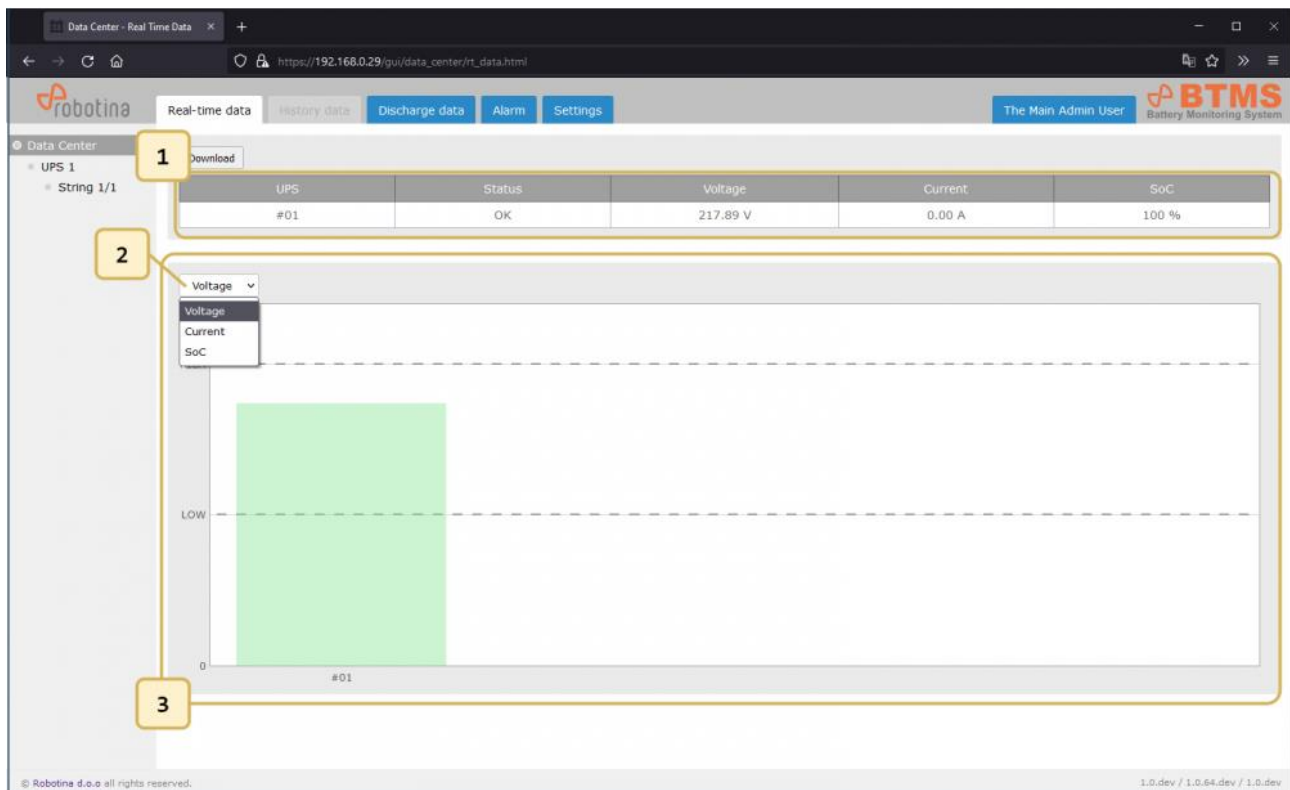 Data Center - Real Time Data
https://192.168.0.29/gui/data_center/rt_data.html
robotina
Real-time data History data Discharge data Alarm Settings The Main Admin User
BTMS
Battery Monitoring System
Data Center
UPS 1
String 1/1
1
Download
UPS Status Voltage Current SoC
#01 OK 217.89 V 0.00 A 100 %
2
Voltage
Voltage
Current
SoC
LOW
0
#01
3
© Robotina d.o.o all rights reserved. 1.0.dev / 1.0.64.dev / 1.0.dev